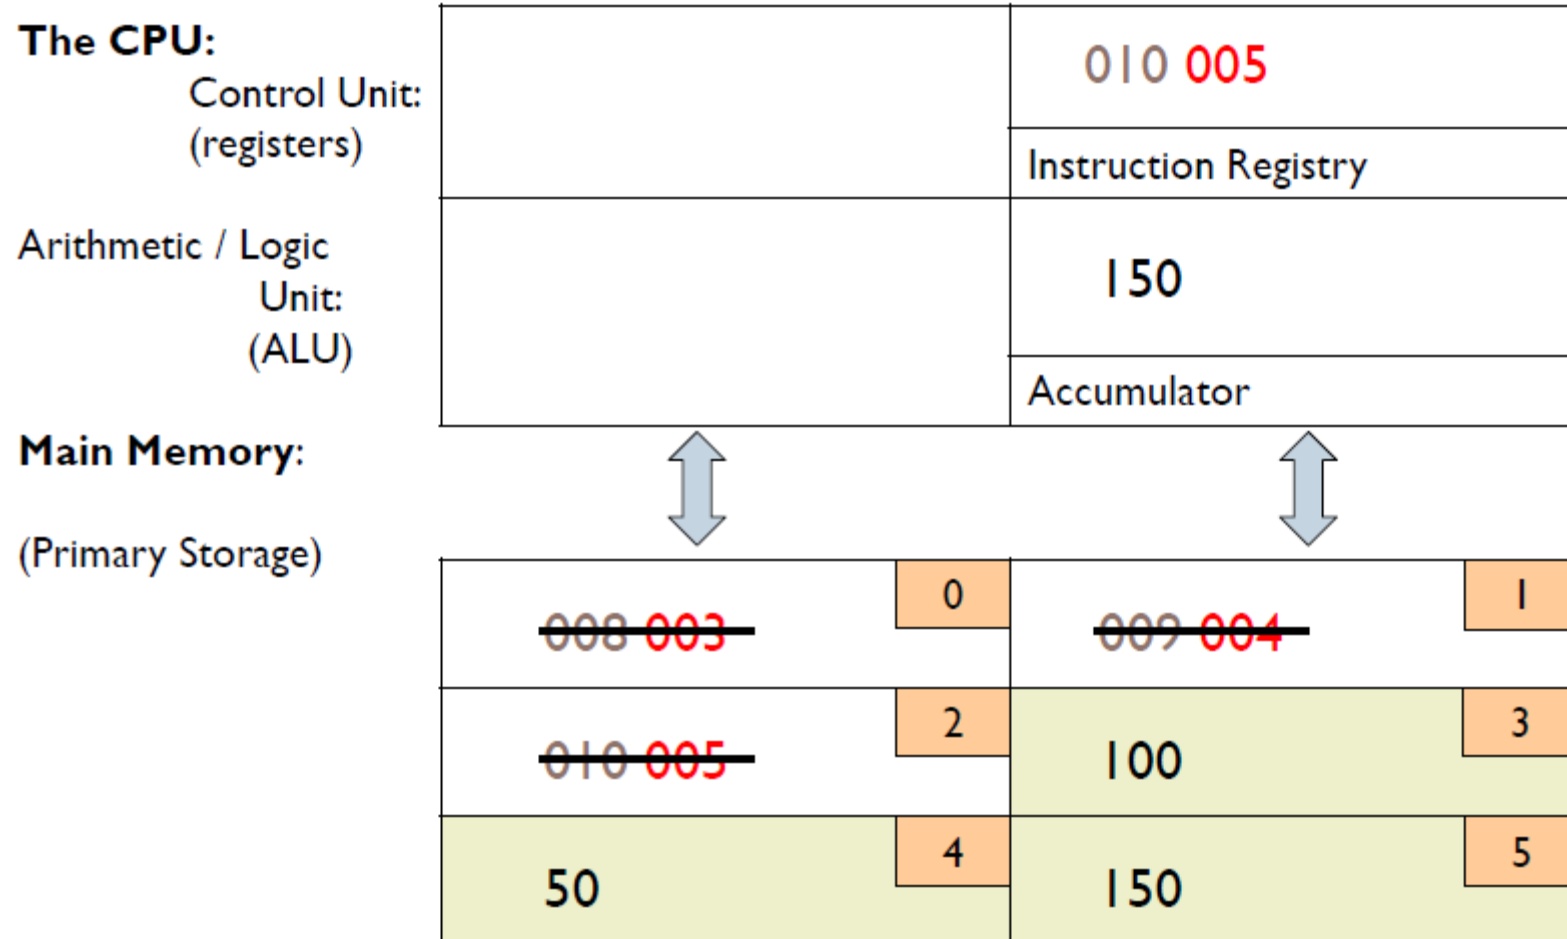 The CPU:
010 005
Control Unit:
(registers)
Instruction Registry
Arithmetic / Logic
Unit:
(ALU)
150
Accumulator
Main Memory:
(Primary Storage)
0
008 003
1
009 004
2
010 005
3
100
4
50
5
150